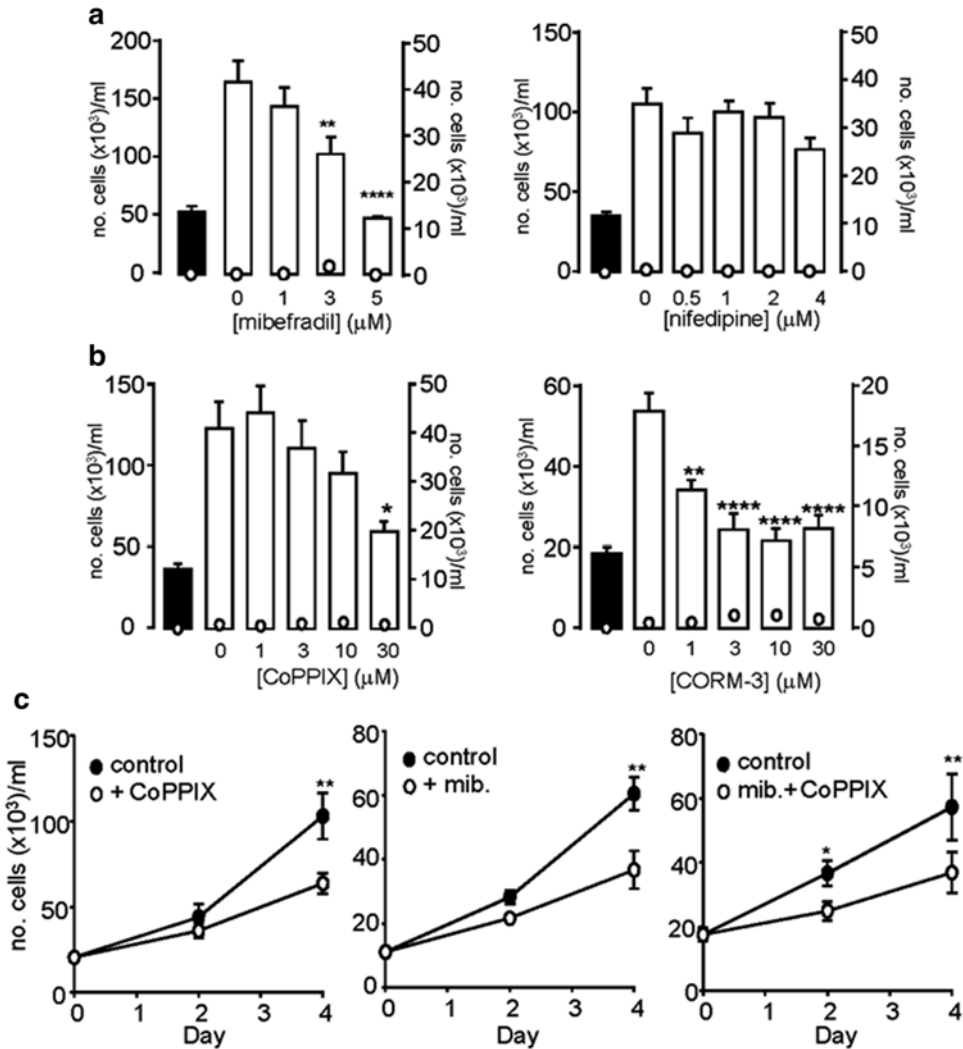 a
200
150
100
50
0
no. cells (x10³)/ml
**
****
50
40
30
20
10
0
no. cells (x10³)/ml
0 1 3 5
[mibefradil] (μM)
150
100
50
0
no. cells (x10³)/ml
50
40
30
20
10
0
no. cells (x10³)/ml
0 0.5 1 2 4
[nifedipine] (μM)
b
150
100
50
0
no. cells (x10³)/ml
*
50
40
30
20
10
0
no. cells (x10³)/ml
0 1 3 10 30
[CoPPIX] (μM)
60
40
20
0
no. cells (x10³)/ml
**
****
****
****
20
15
10
5
0
no. cells (x10³)/ml
0 1 3 10 30
[CORM-3] (μM)
c
150
100
50
0
no. cells (x10³)/ml
control
+ CoPPIX
**
0 1 2 3 4
Day
80
60
40
20
0
control
+ mib.
**
0 1 2 3 4
Day
80
60
40
20
0
control
mib.+CoPPIX
*
**
0 1 2 3 4
Day